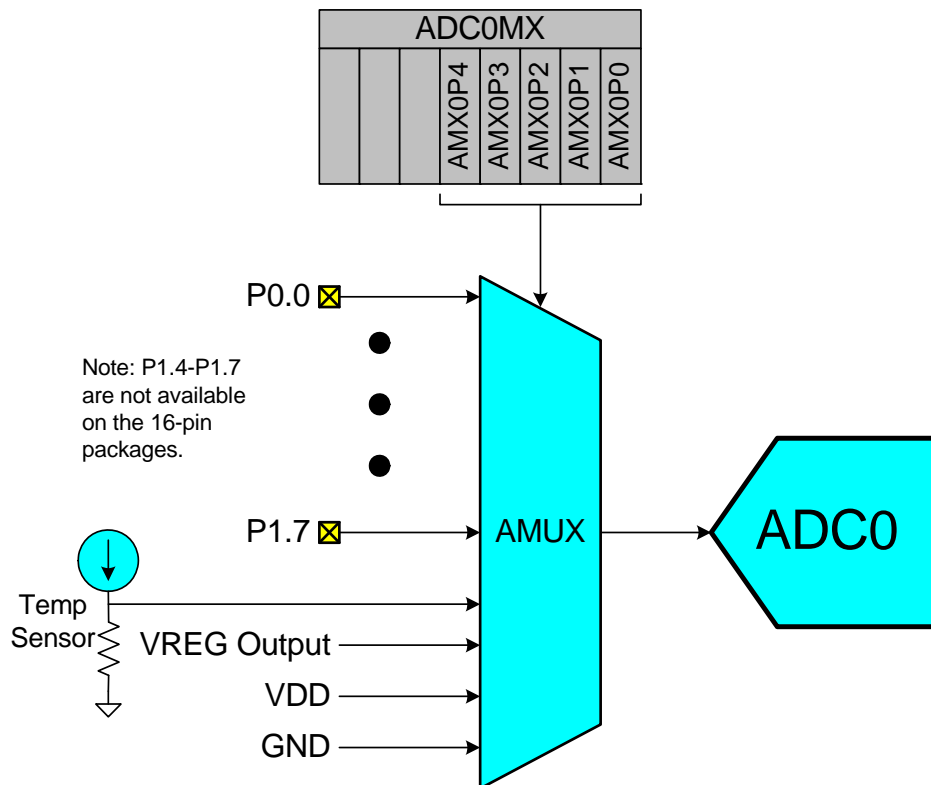 ADC0MX
AMX0P4
AMX0P3
AMX0P2
AMX0P1
AMX0P0
P0.0
Note: P1.4-P1.7
are not available
on the 16-pin
packages.
P1.7
AMUX
ADC0
Temp
Sensor
VREG Output
VDD
GND